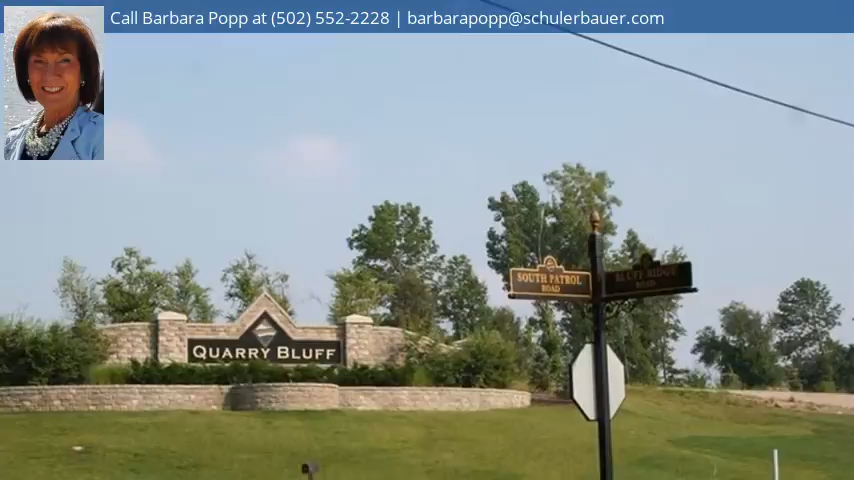 Call Barbara Popp at (502) 552-2228 | barbarapopp@schulerbauer.com
SOUTH PATROL
ROAD
BLUFF RIDGE
ROAD
QUARRY BLUFF